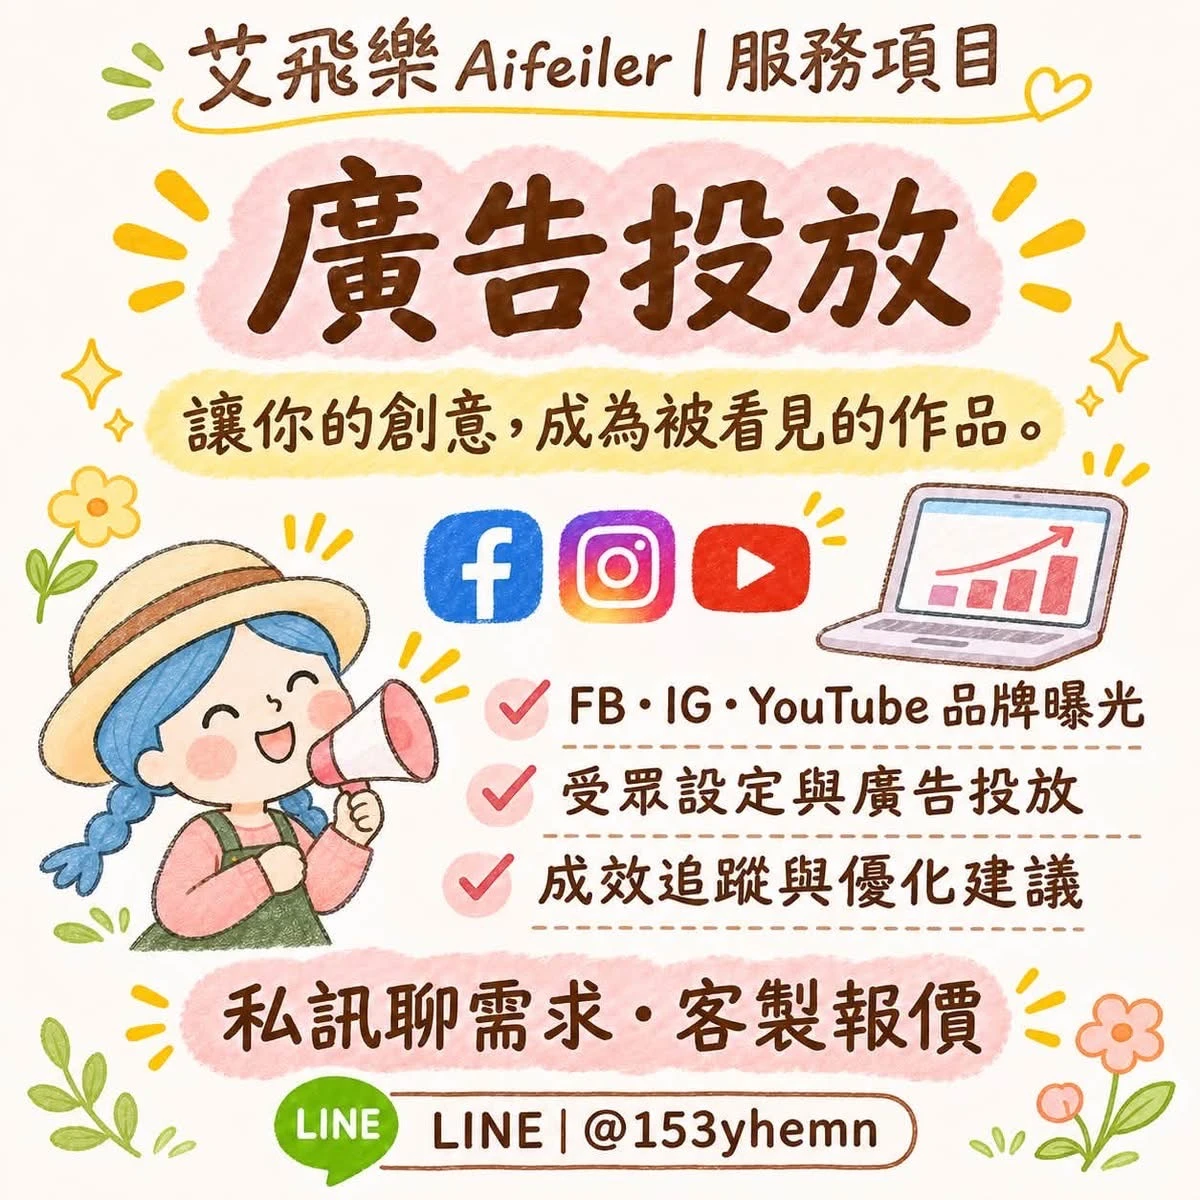 艾飛樂 Aifeiler | 服務項目
廣告投放
讓你的創意，成為被看見的作品。
FB・IG・YouTube 品牌曝光
受眾設定與廣告投放
成效追蹤與優化建議
私訊聊需求・客製報價
LINE
LINE | @153yhemn